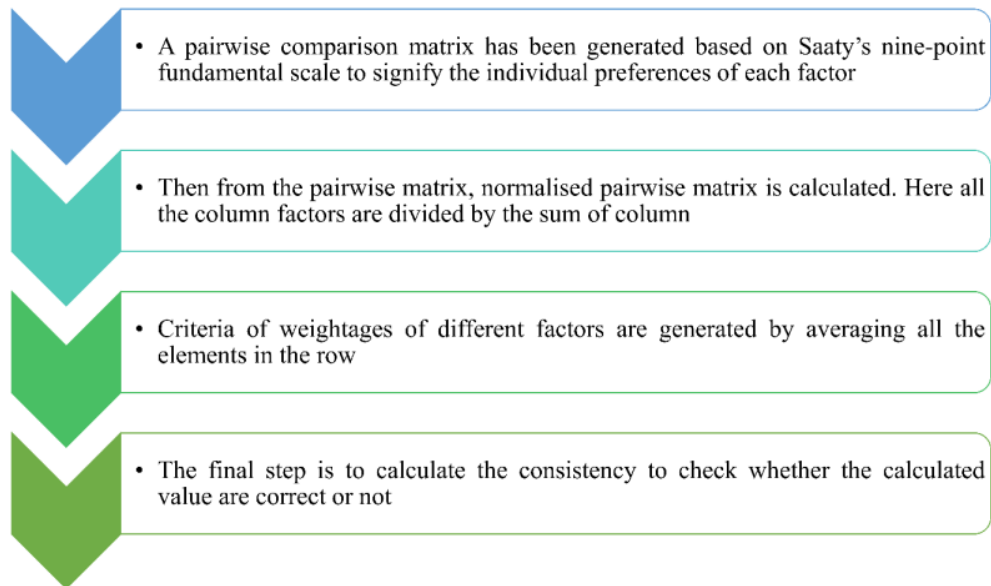 • A pairwise comparison matrix has been generated based on Saaty’s nine-point
fundamental scale to signify the individual preferences of each factor
• Then from the pairwise matrix, normalised pairwise matrix is calculated. Here all
the column factors are divided by the sum of column
• Criteria of weightages of different factors are generated by averaging all the
elements in the row
• The final step is to calculate the consistency to check whether the calculated
value are correct or not